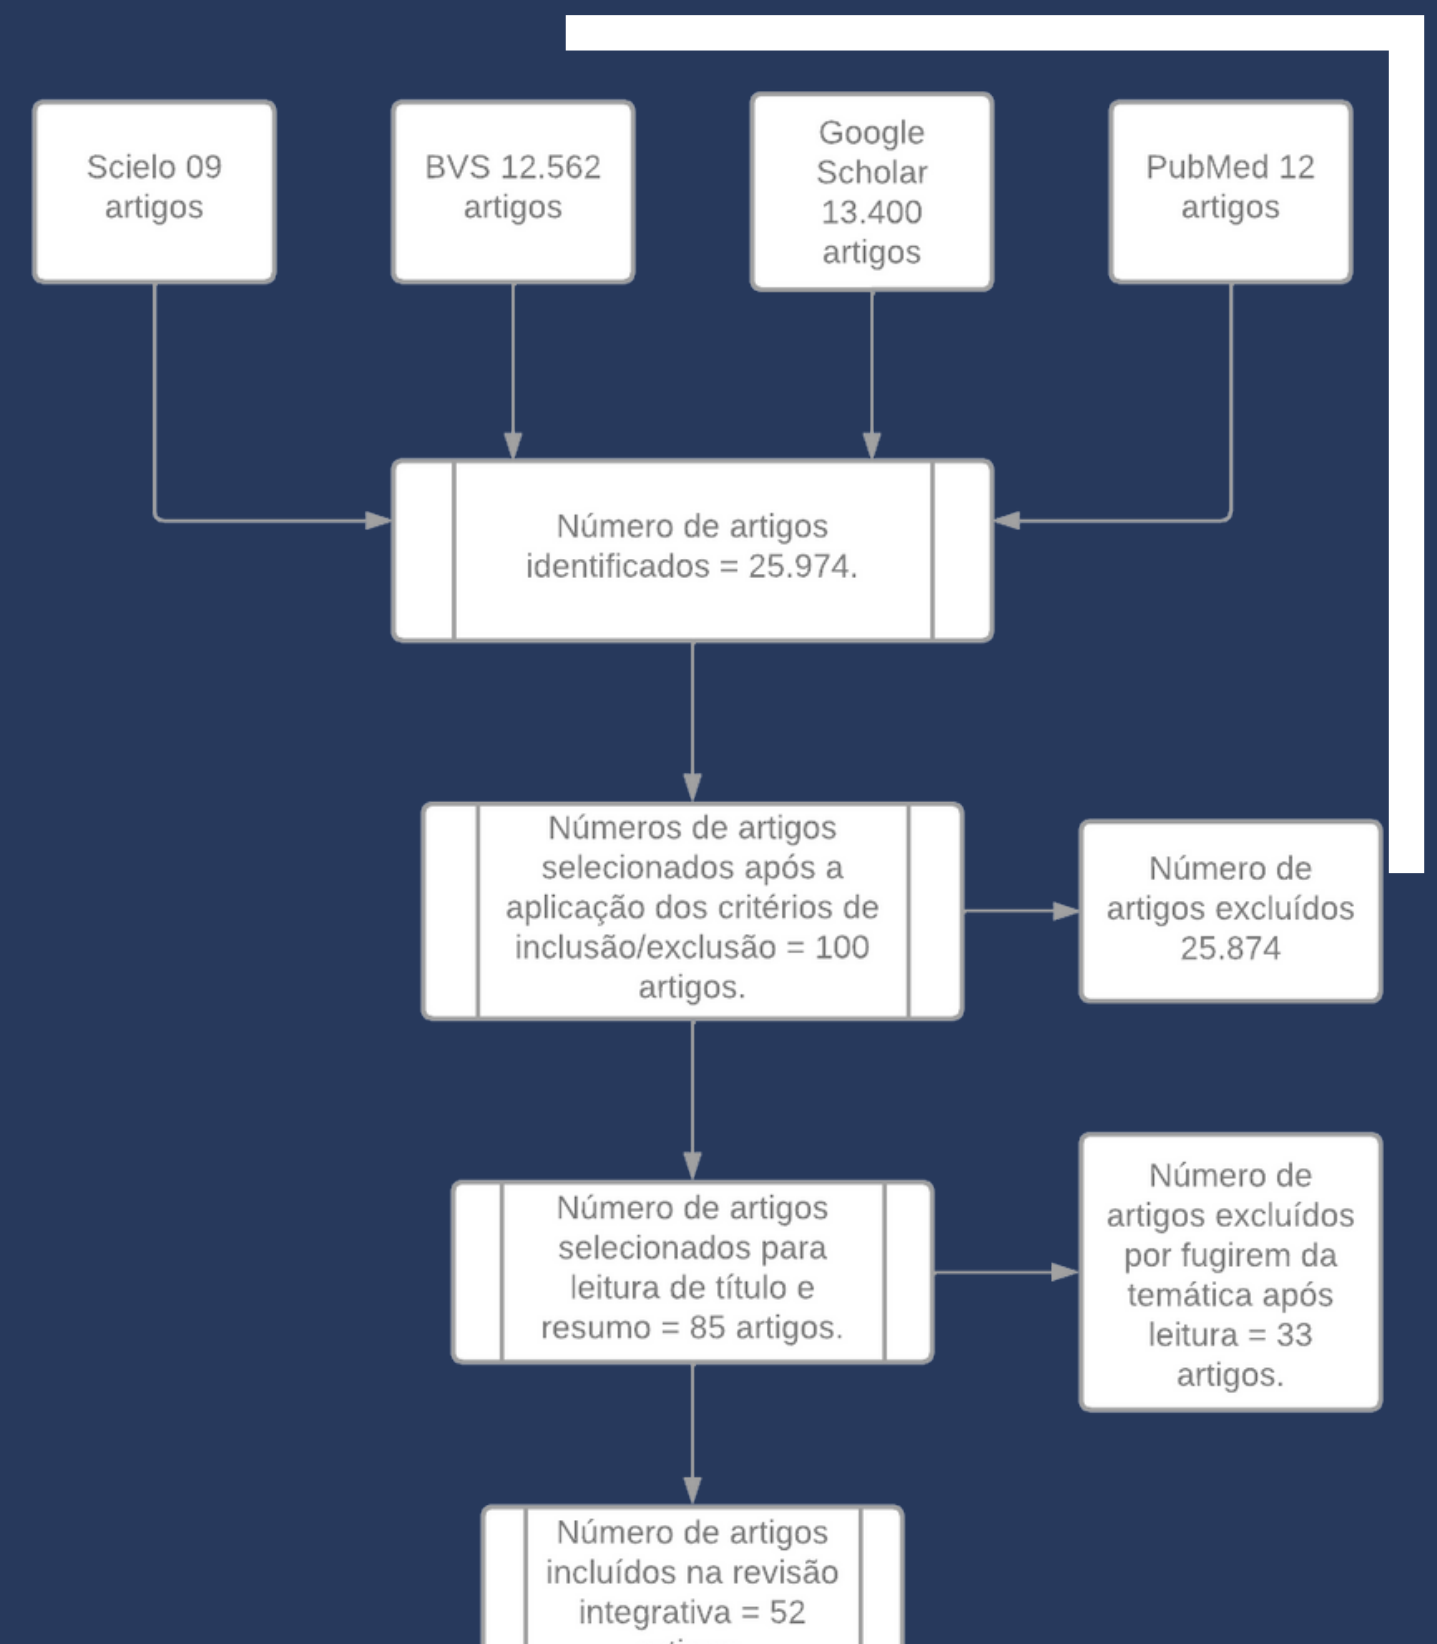 Scielo 09
artigos
BVS 12.562
artigos
Google
Scholar
13.400
artigos
PubMed 12
artigos
Número de artigos
identificados = 25.974.
Números de artigos
selecionados após a
aplicação dos critérios de
inclusão/exclusão = 100
artigos.
Número de
artigos excluídos
25.874
Número de artigos
selecionados para
leitura de título e
resumo = 85 artigos.
Número de
artigos excluídos
por fugirem da
temática após
leitura = 33
artigos.
Número de artigos
incluídos na revisão
integrativa = 52